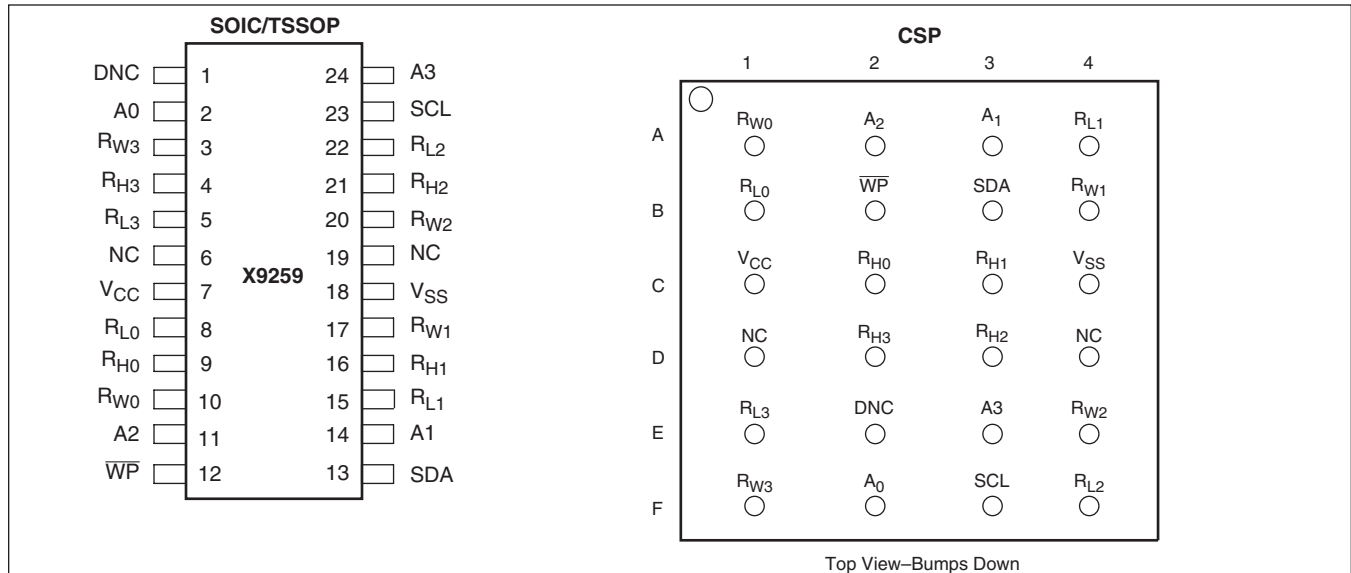 SOIC/TSSOP
DNC 1 24 A3
A0 2 23 SCL
RW3 3 22 RL2
RH3 4 21 RH2
RL3 5 20 RW2
NC 6 19 NC
X9259
VCC 7 18 VSS
RL0 8 17 RW1
RH0 9 16 RH1
RW0 10 15 RL1
A2 11 14 A1
W̅P̅ 12 13 SDA
CSP
1 2 3 4
A
RW0 A2 A1 RL1
B
RL0 W̅P̅ SDA RW1
C
VCC RH0 RH1 VSS
D
NC RH3 RH2 NC
E
RL3 DNC A3 RW2
F
RW3 A0 SCL RL2
Top View–Bumps Down